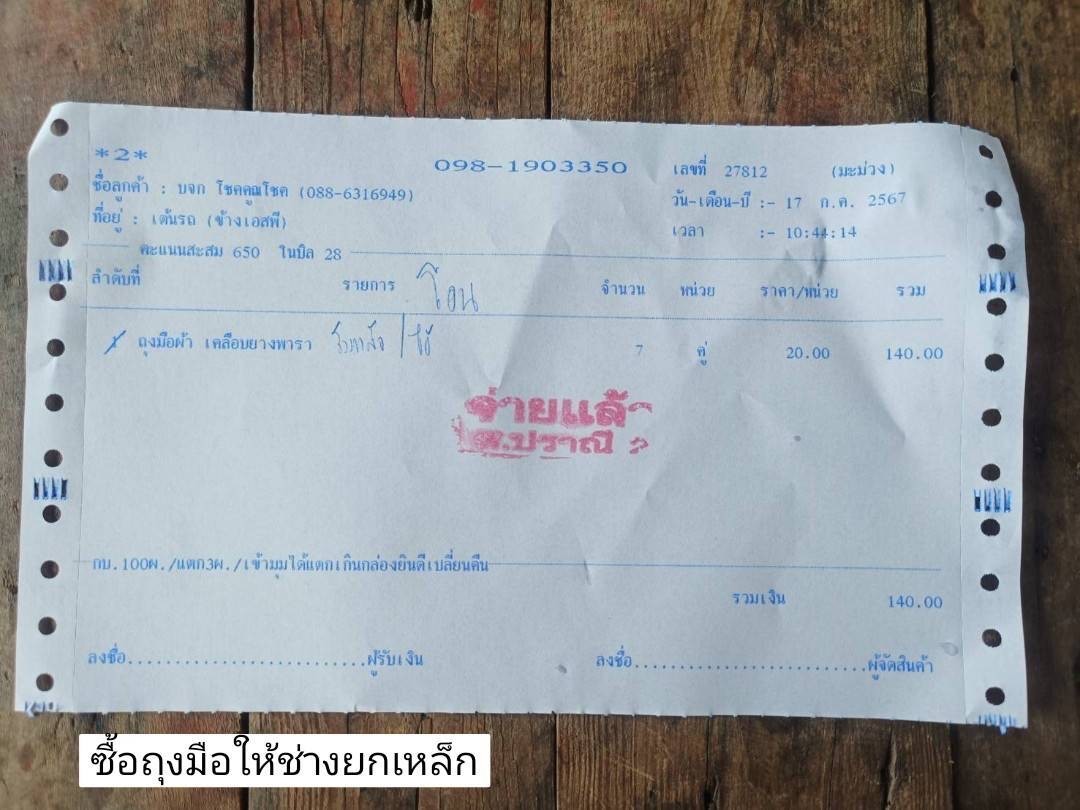 *2*
098-1903350
เลขที่ 27812 (มะม่วง)
ชื่อลูกค้า : บจก โชคคูณโชค (088-6316949)
วัน-เดือน-ปี :- 17 ก.ค. 2567
ที่อยู่ : เต้นรถ (ข้างเอสพี)
เวลา :- 10:44:14
คะแนนสะสม 650 ในบิล 28
ลำดับที่ รายการ โอน จำนวน หน่วย ราคา/หน่วย รวม
ถุงมือผ้า เคลือบยางพารา 7 คู่ 20.00 140.00
จ่ายแล้ว
ศ.ปราณี
กบ.100ผ./แตก3ผ./เข้ามุมได้แตกเกินกล่องยินดีเปลี่ยนคืน
รวมเงิน 140.00
ลงชื่อ........................ผู้รับเงิน
ลงชื่อ.......................ผู้จัดสินค้า
ซื้อถุงมือให้ช่างยกเหล็ก